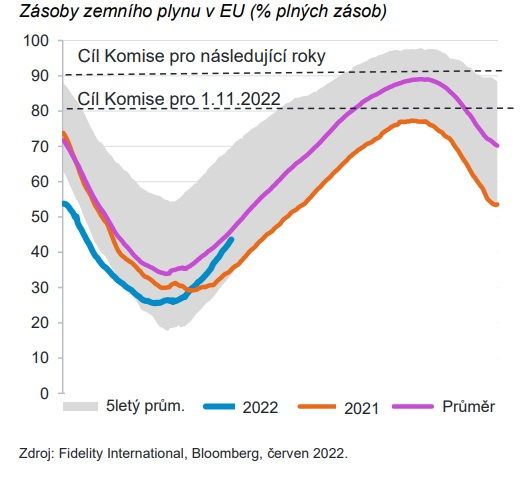 Zásoby zemního plynu v EU (% plných zásob)
100
Cíl Komise pro následující roky
90
Cíl Komise pro 1.11.2022
80
70
60
50
40
30
20
10
0
5letý prům. 2022 2021 Průměr
Zdroj: Fidelity International, Bloomberg, červen 2022.